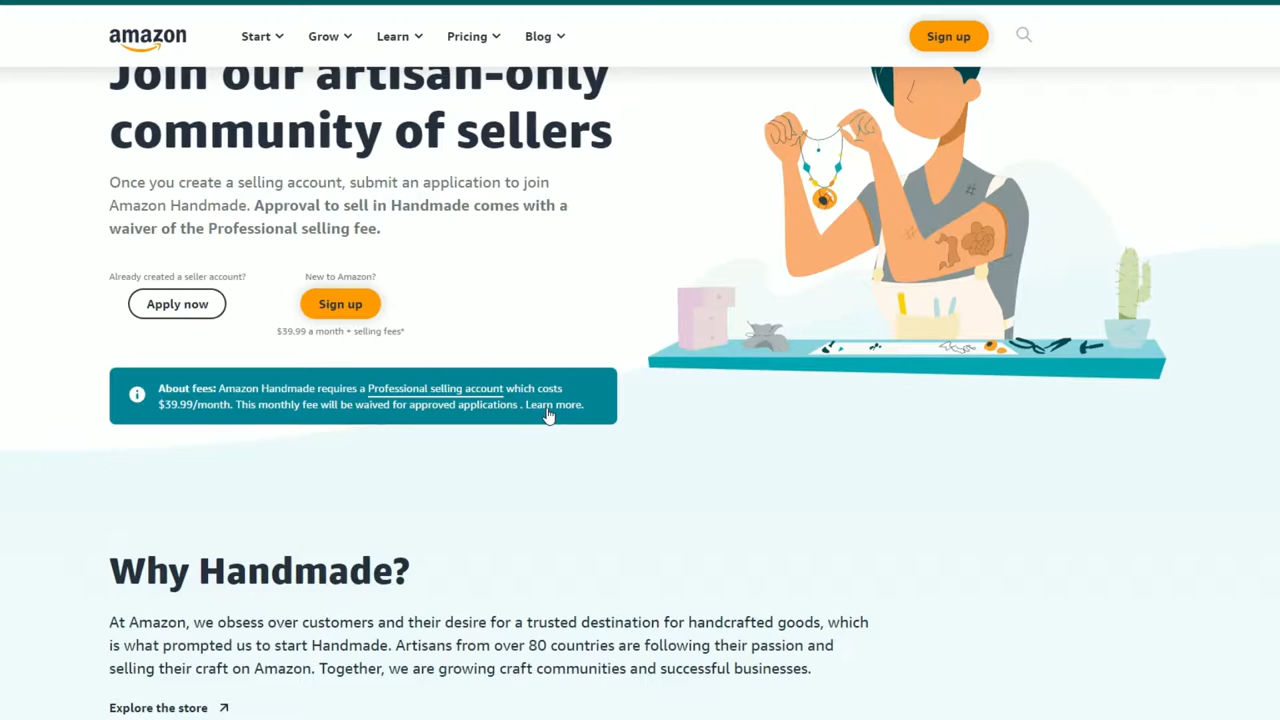 amazon
Start
Grow
Learn
Pricing
Blog
Sign up
Join our artisan-only
community of sellers
Once you create a selling account, submit an application to join
Amazon Handmade. Approval to sell in Handmade comes with a
waiver of the Professional selling fee.
Already created a seller account?
New to Amazon?
Apply now
Sign up
$39.99 a month + selling fees*
About fees: Amazon Handmade requires a Professional selling account which costs
$39.99/month. This monthly fee will be waived for approved applications . Learn more.
Why Handmade?
At Amazon, we obsess over customers and their desire for a trusted destination for handcrafted goods, which
is what prompted us to start Handmade. Artisans from over 80 countries are following their passion and
selling their craft on Amazon. Together, we are growing craft communities and successful businesses.
Explore the store